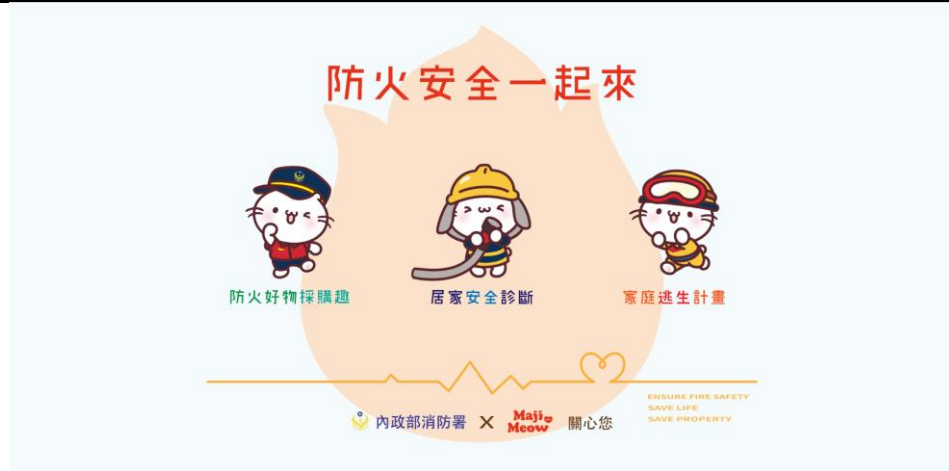 防火安全一起來
防火好物採購趣
居家安全診斷
家庭逃生計畫
ENSURE FIRE SAFETY
SAVE LIFE
SAVE PROPERTY
內政部消防署 X Maji Meow 關心您